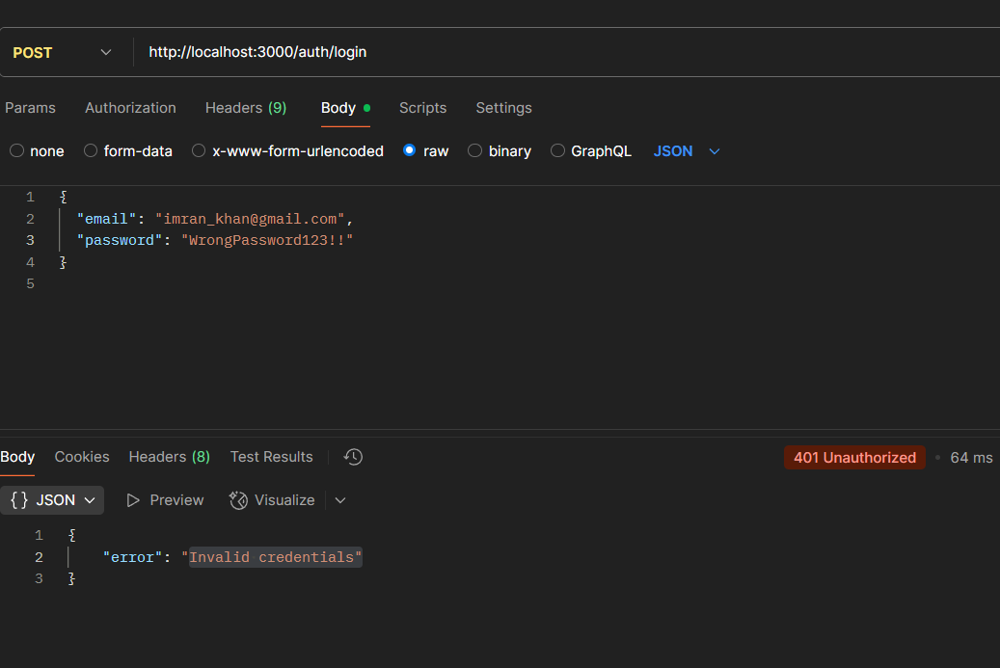 POST http://localhost:3000/auth/login
Params Authorization Headers (9) Body Scripts Settings
none form-data x-www-form-urlencoded raw binary GraphQL JSON
1 {
2 "email": "imran_khan@gmail.com",
3 "password": "WrongPassword123!!"
4 }
5
Body Cookies Headers (8) Test Results 401 Unauthorized • 64 ms
{} JSON Preview Visualize
1 {
2 "error": "Invalid credentials"
3 }